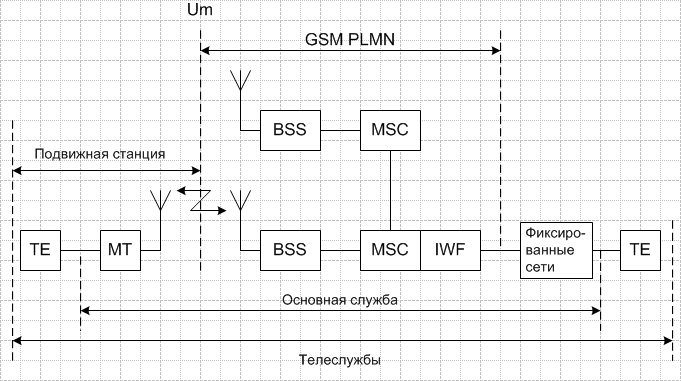 Um
GSM PLMN
BSS
MSC
Подвижная станция
TE
MT
BSS
MSC
IWF
Фиксиро-
ванные
сети
TE
Основная служба
Телеслужбы